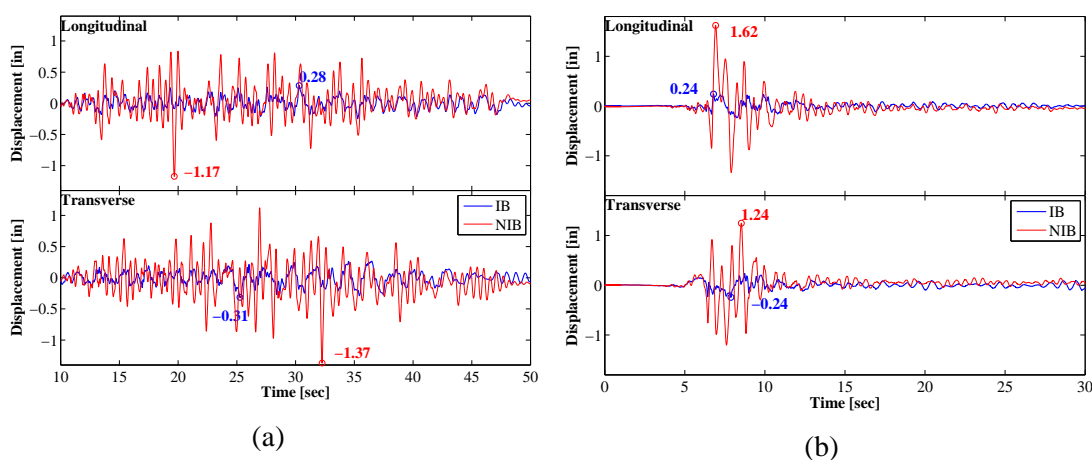 Longitudinal
Displacement [in]
1
0.5
0
−0.5
−1
0.28
−1.17
Transverse
Displacement [in]
1
0.5
0
−0.5
−1
IB
NIB
−0.31
−1.37
10 15 20 25 30 35 40 45 50
Time [sec]
(a)
Longitudinal
Displacement [in]
1
0
−1
1.62
0.24
Transverse
Displacement [in]
1
0
−1
IB
NIB
1.24
−0.24
0 5 10 15 20 25 30
Time [sec]
(b)